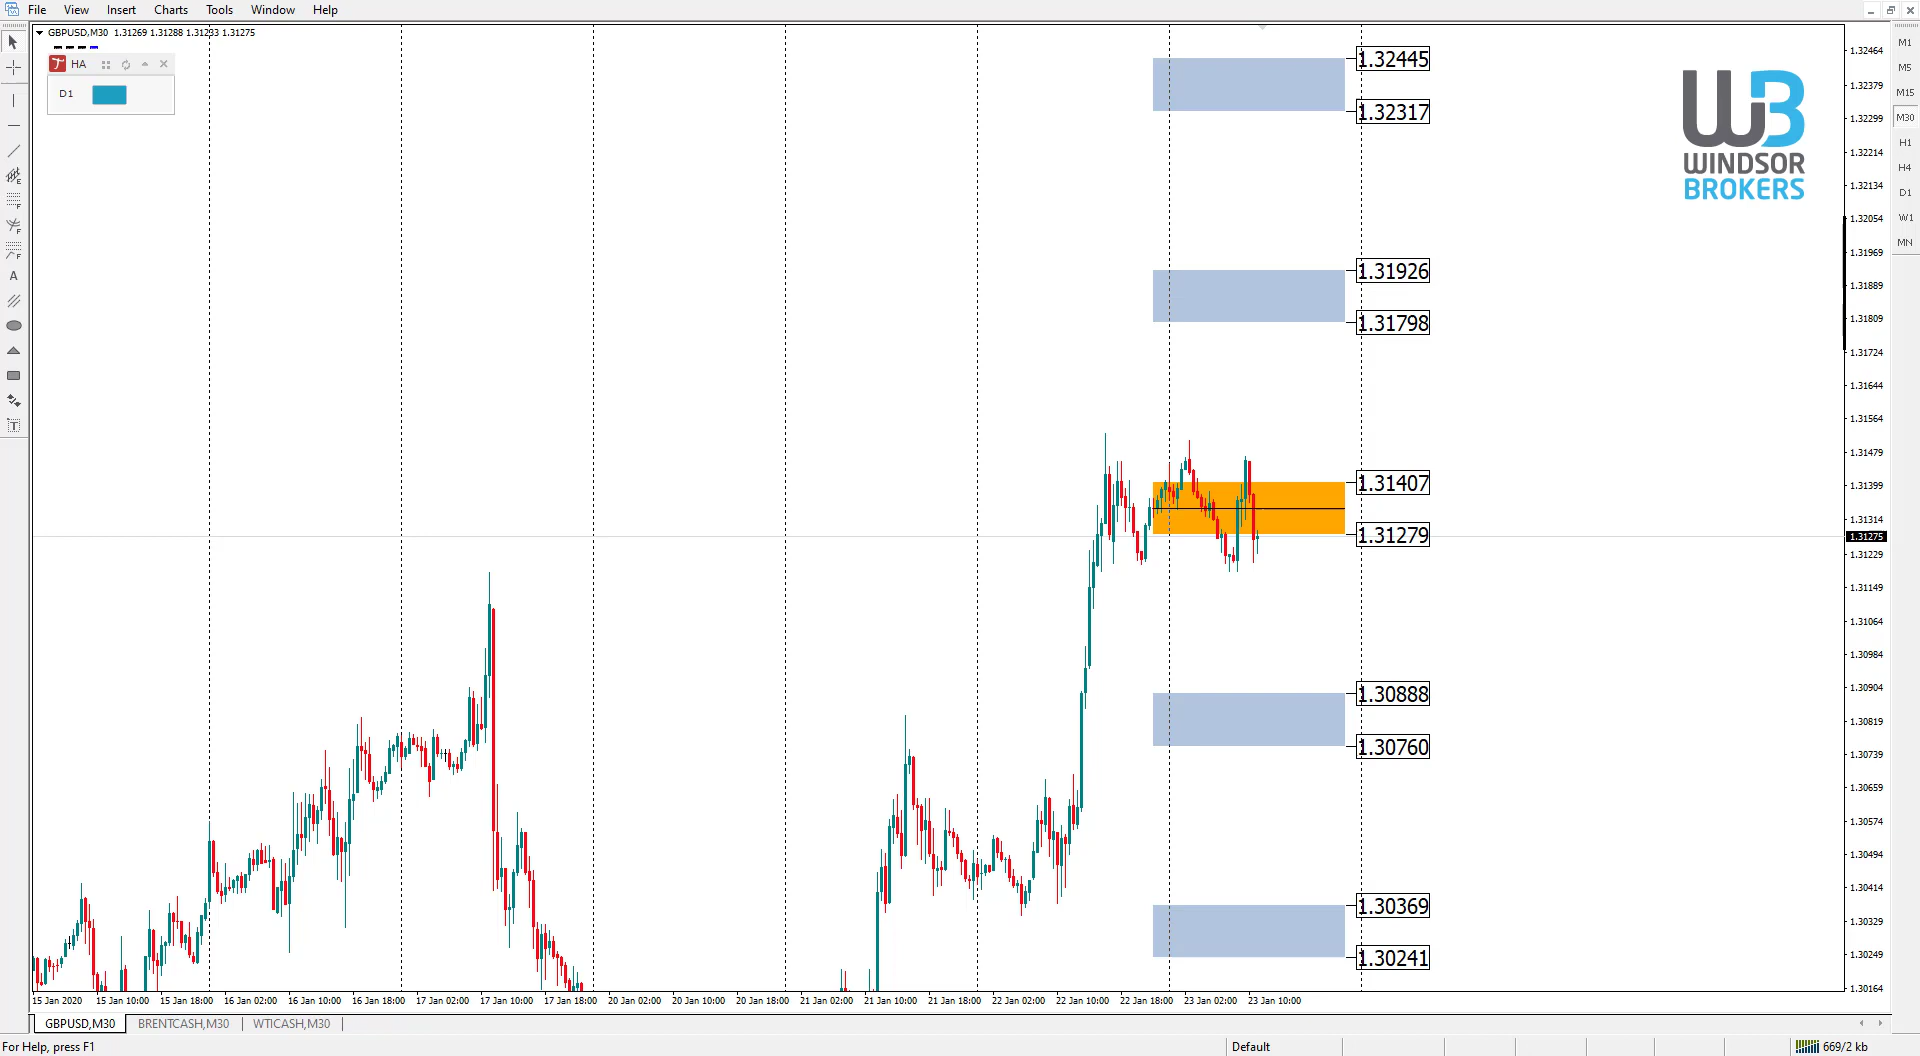 File View Insert Charts Tools Window Help
GBPUSD,M30 1.31269 1.31288 1.31233 1.31275
HA
D1
1.32445
1.32317
1.31926
1.31798
1.31407
1.31279
1.30888
1.30760
1.30369
1.30241
WINDSOR
BROKERS
1.32464
1.32379
1.32299
1.32214
1.32134
1.32054
1.31969
1.31889
1.31809
1.31724
1.31644
1.31564
1.31479
1.31399
1.31314
1.31275
1.31229
1.31149
1.31064
1.30984
1.30904
1.30819
1.30739
1.30659
1.30574
1.30494
1.30414
1.30329
1.30249
1.30164
M1
M5
M15
M30
H1
H4
D1
W1
MN
15 Jan 2020 15 Jan 10:00 15 Jan 18:00 16 Jan 02:00 16 Jan 10:00 16 Jan 18:00 17 Jan 02:00 17 Jan 10:00 17 Jan 18:00 20 Jan 02:00 20 Jan 10:00 20 Jan 18:00 21 Jan 02:00 21 Jan 10:00 21 Jan 18:00 22 Jan 02:00 22 Jan 10:00 22 Jan 18:00 23 Jan 02:00 23 Jan 10:00
GBPUSD,M30 BRENTCASH,M30 WTICASH,M30
For Help, press F1 Default 669/2 kb